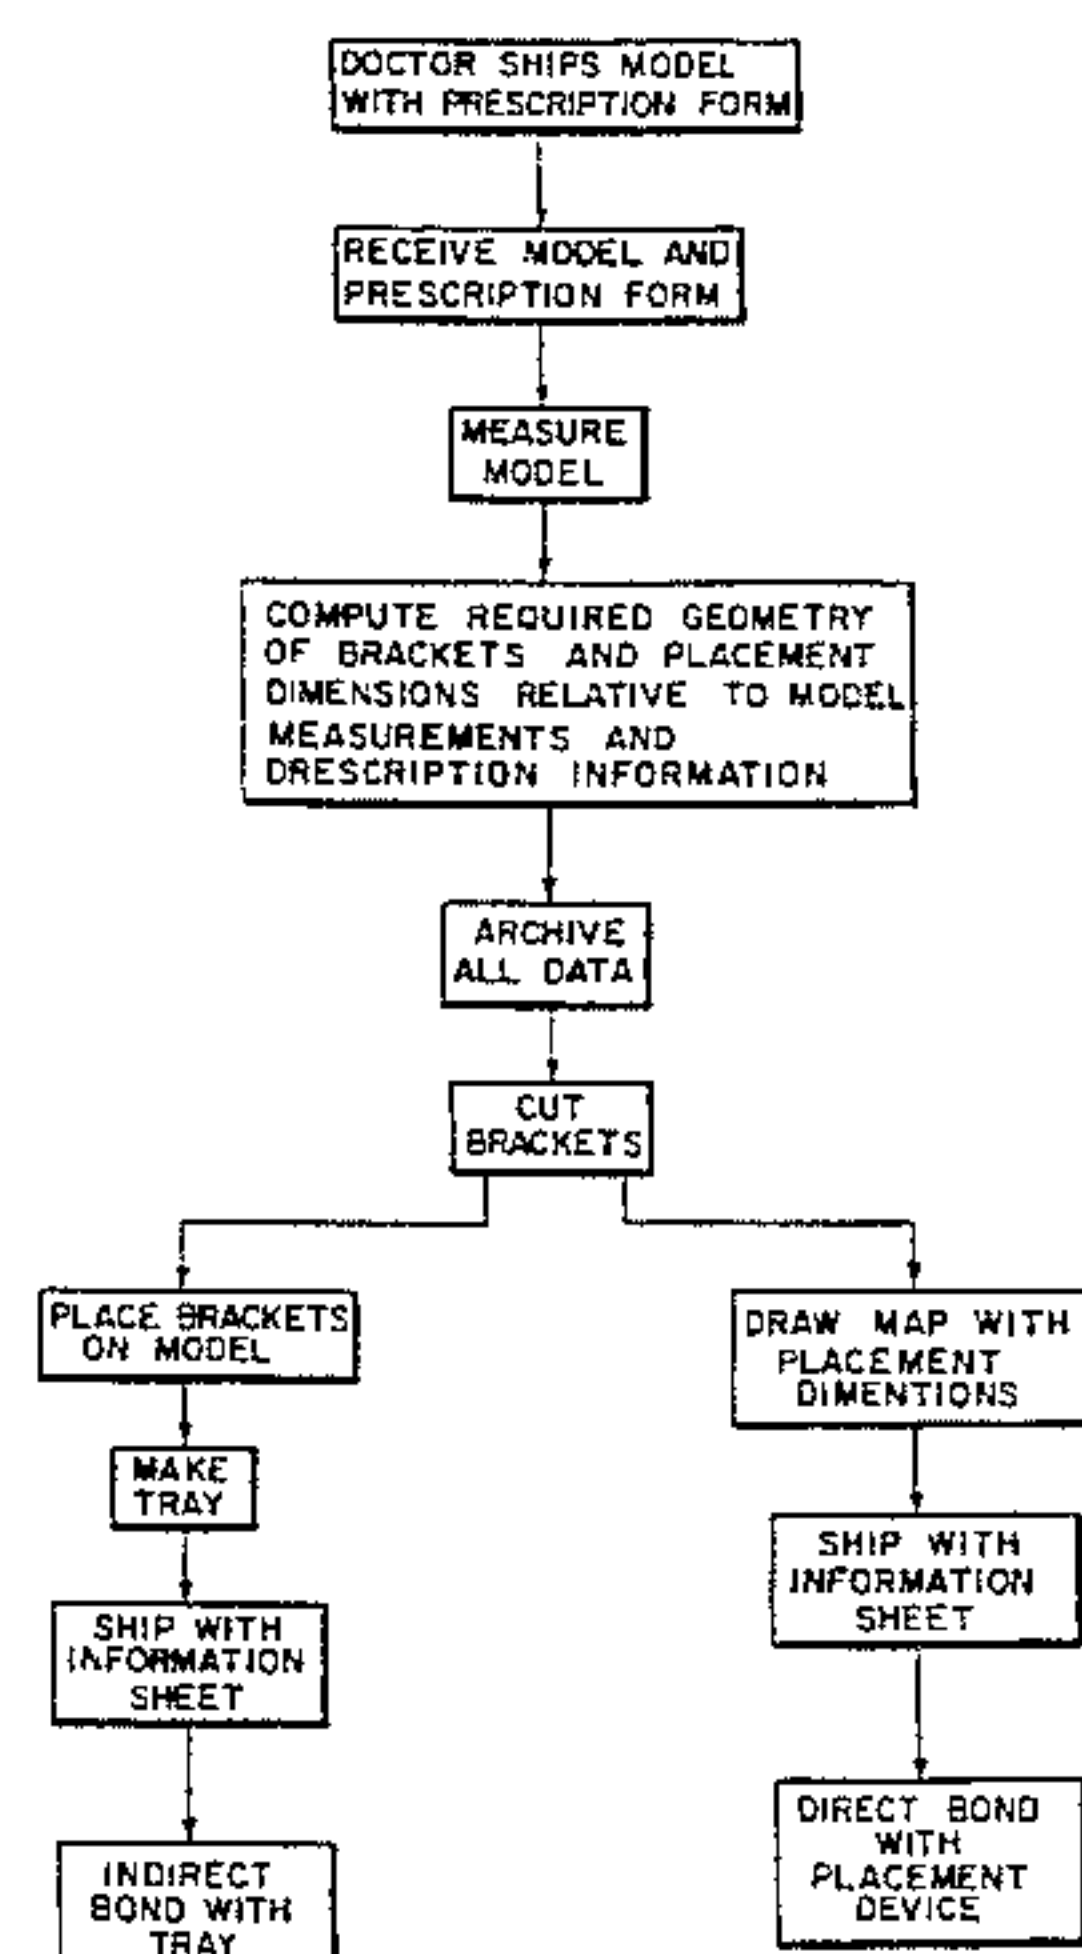 DOCTOR SHIPS MODEL
WITH PRESCRIPTION FORM
RECEIVE MODEL AND
PRESCRIPTION FORM
MEASURE
MODEL
COMPUTE REQUIRED GEOMETRY
OF BRACKETS AND PLACEMENT
DIMENSIONS RELATIVE TO MODEL
MEASUREMENTS AND
DRESCRIPTION INFORMATION
ARCHIVE
ALL DATA
CUT
BRACKETS
PLACE BRACKETS
ON MODEL
MAKE
TRAY
SHIP WITH
INFORMATION
SHEET
INDIRECT
BOND WITH
TRAY
DRAW MAP WITH
PLACEMENT
DIMENTIONS
SHIP WITH
INFORMATION
SHEET
DIRECT BOND
WITH
PLACEMENT
DEVICE